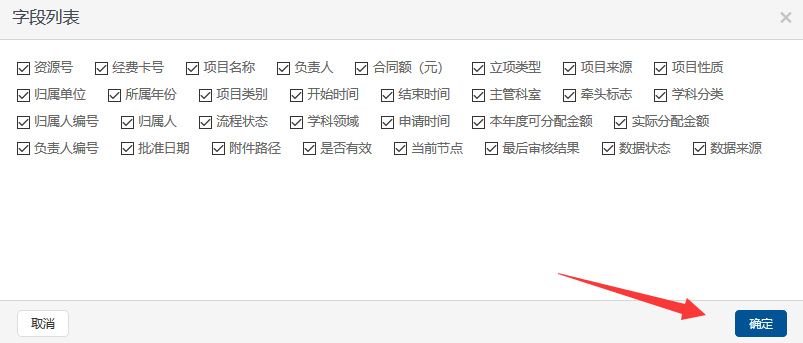 字段列表
资源号 经费卡号 项目名称 负责人 合同额（元） 立项类型 项目来源 项目性质
归属单位 所属年份 项目类别 开始时间 结束时间 主管科室 牵头标志 学科分类
归属人编号 归属人 流程状态 学科领域 申请时间 本年度可分配金额 实际分配金额
负责人编号 批准日期 附件路径 是否有效 当前节点 最后审核结果 数据状态 数据来源
取消 确定